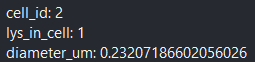 cell_id: 2
lys_in_cell: 1
diameter_um: 0.23207186602056026